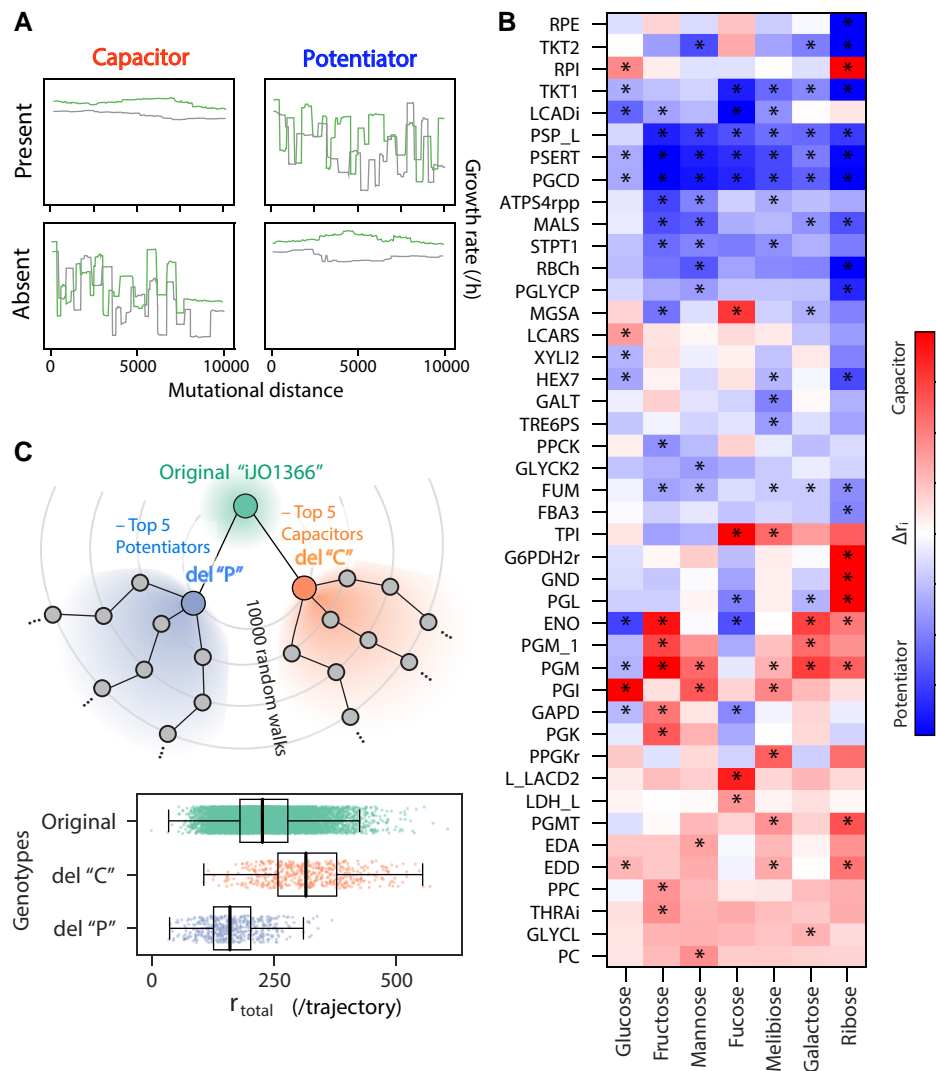 A
Capacitor
Potentiator
Present
Absent
Growth rate (/h)
0
5000
10000
0
5000
10000
Mutational distance
B
RPE
TKT2
RPI
TKT1
LCADi
PSP_L
PSERT
PGCD
ATPS4rpp
MALS
STPT1
RBCh
PGLYCP
MGSA
LCARS
XYLI2
HEX7
GALT
TRE6PS
PPCK
GLYCK2
FUM
FBA3
TPI
G6PDH2r
GND
PGL
ENO
PGM_1
PGM
PGI
GAPD
PGK
PPGKr
L_LACD2
LDH_L
PGMT
EDA
EDD
PPC
THRAi
GLYCL
PC
Glucose
Fructose
Mannose
Fucose
Melibiose
Galactose
Ribose
Capacitor
Δri
Potentiator
C
Original "iJO1366"
– Top 5
Potentiators
del "P"
– Top 5
Capacitors
del "C"
10000 random walks
Genotypes
Original
del "C"
del "P"
0
250
500
r total (/trajectory)